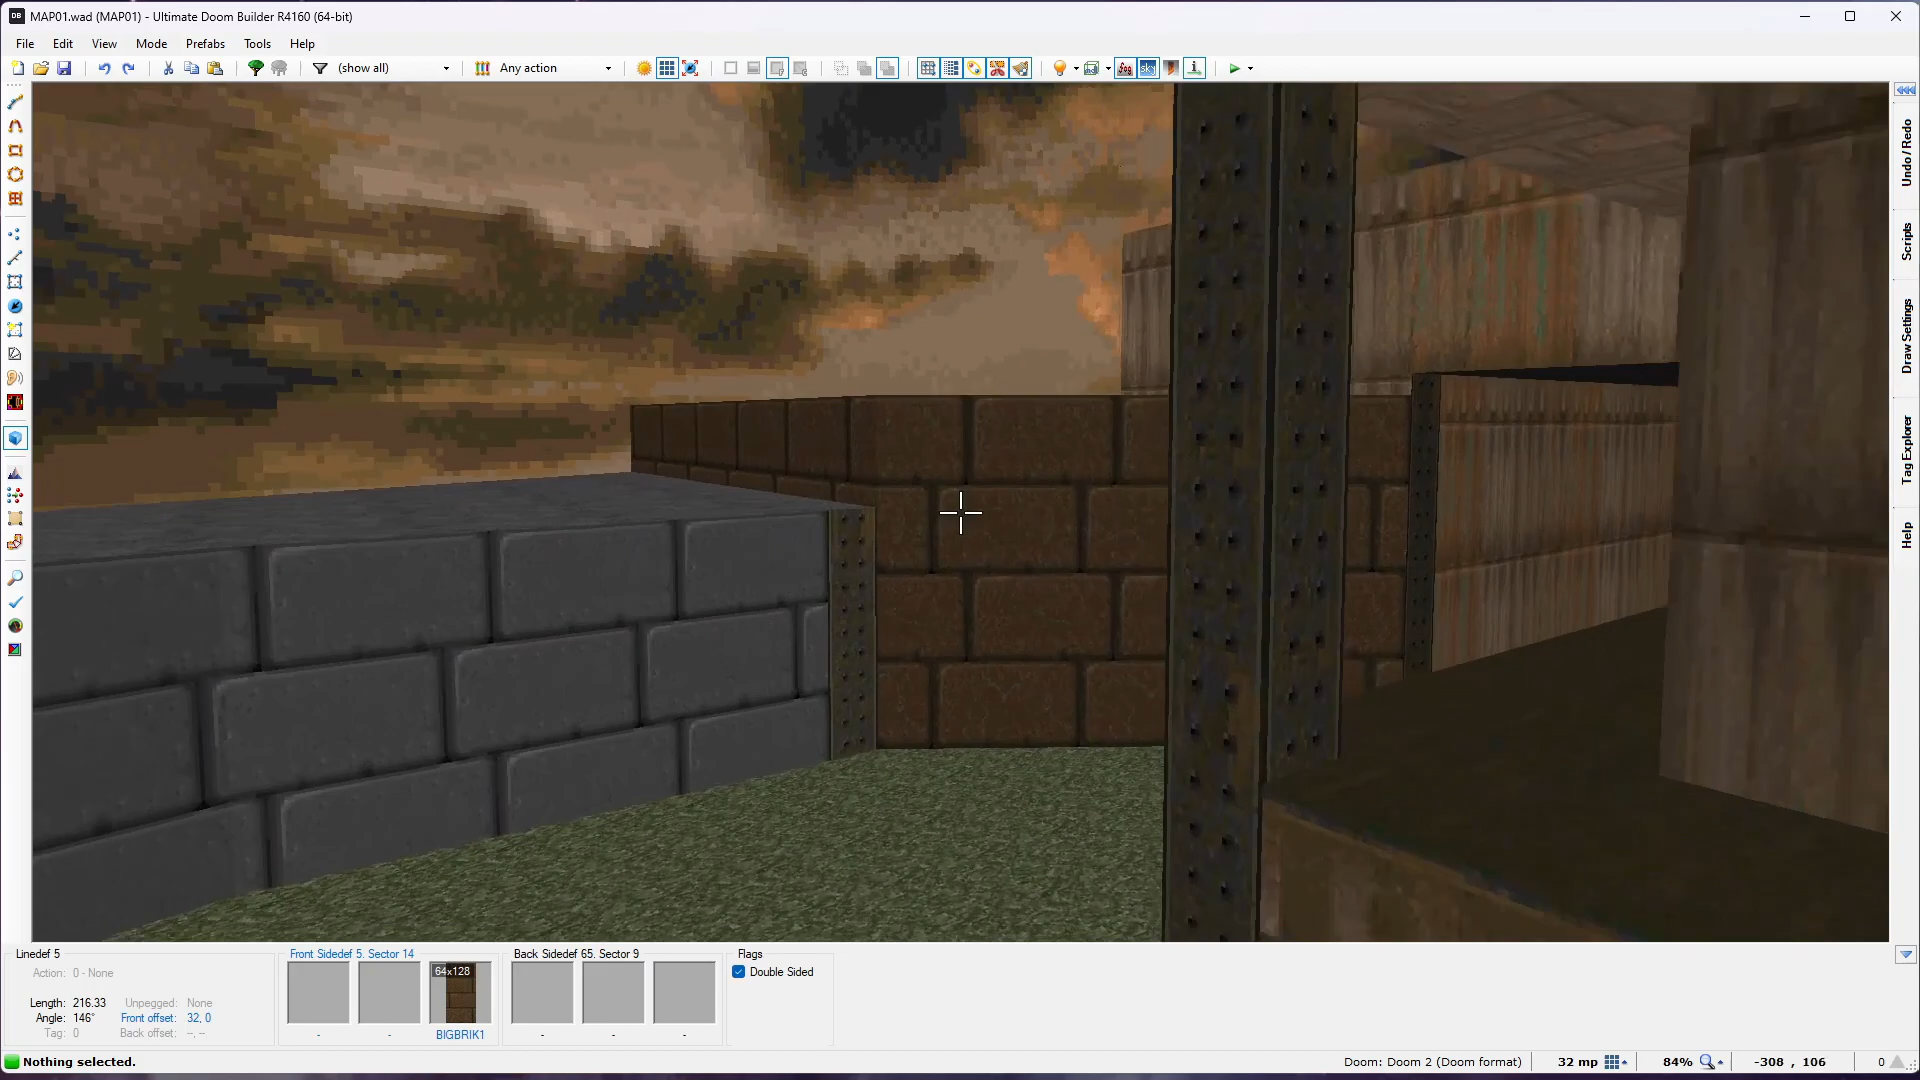 MAP01.wad (MAP01) - Ultimate Doom Builder R4160 (64-bit)
File Edit View Mode Prefabs Tools Help
(show all) Any action
Undo/Redo
Scripts
Draw Settings
Tag Explorer
Help
Linedef 5
Action: 0 - None
Length: 216.33 Unpegged: None
Angle: 146° Front offset: 32, 0
Tag: 0 Back offset: --, --
Front Sidedef 5. Sector 14
64x128
- - BIGBRIK1
Back Sidedef 65. Sector 9
- - -
Flags
Double Sided
Nothing selected.
Doom: Doom 2 (Doom format) 32 mp 84% -308 , 106 0